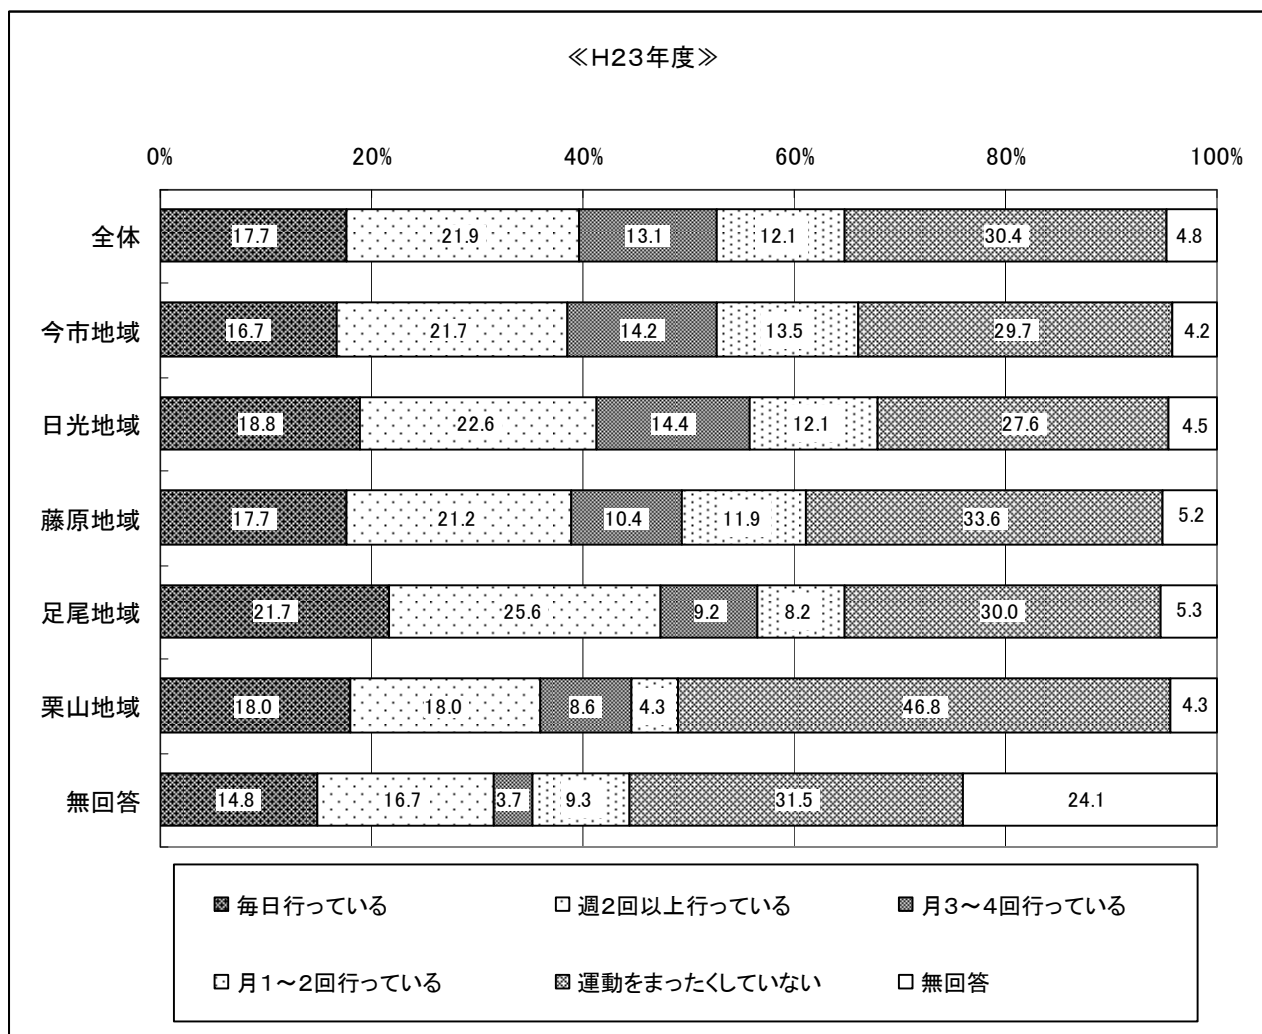 ≪H23年度≫
0% 20% 40% 60% 80% 100%
全体 17.7 21.9 13.1 12.1 30.4 4.8
今市地域 16.7 21.7 14.2 13.5 29.7 4.2
日光地域 18.8 22.6 14.4 12.1 27.6 4.5
藤原地域 17.7 21.2 10.4 11.9 33.6 5.2
足尾地域 21.7 25.6 9.2 8.2 30.0 5.3
栗山地域 18.0 18.0 8.6 4.3 46.8 4.3
無回答 14.8 16.7 3.7 9.3 31.5 24.1
毎日行っている 週2回以上行っている 月3～4回行っている
月1～2回行っている 運動をまったくしていない 無回答